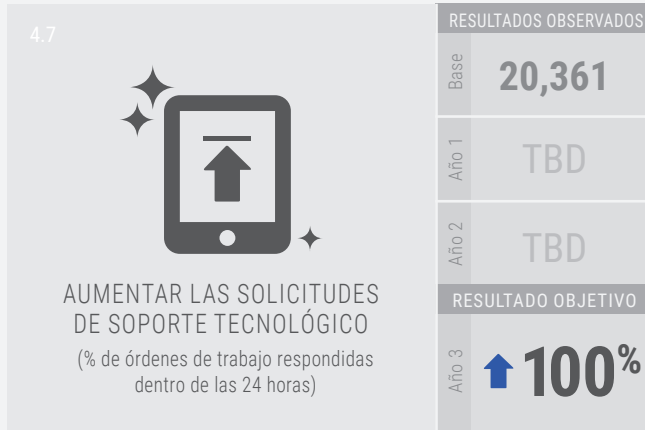 4.7
AUMENTAR LAS SOLICITUDES
DE SOPORTE TECNOLÓGICO
(% de órdenes de trabajo respondidas
dentro de las 24 horas)
RESULTADOS OBSERVADOS
Base
20,361
Año 1
TBD
Año 2
TBD
RESULTADO OBJETIVO
Año 3
100%